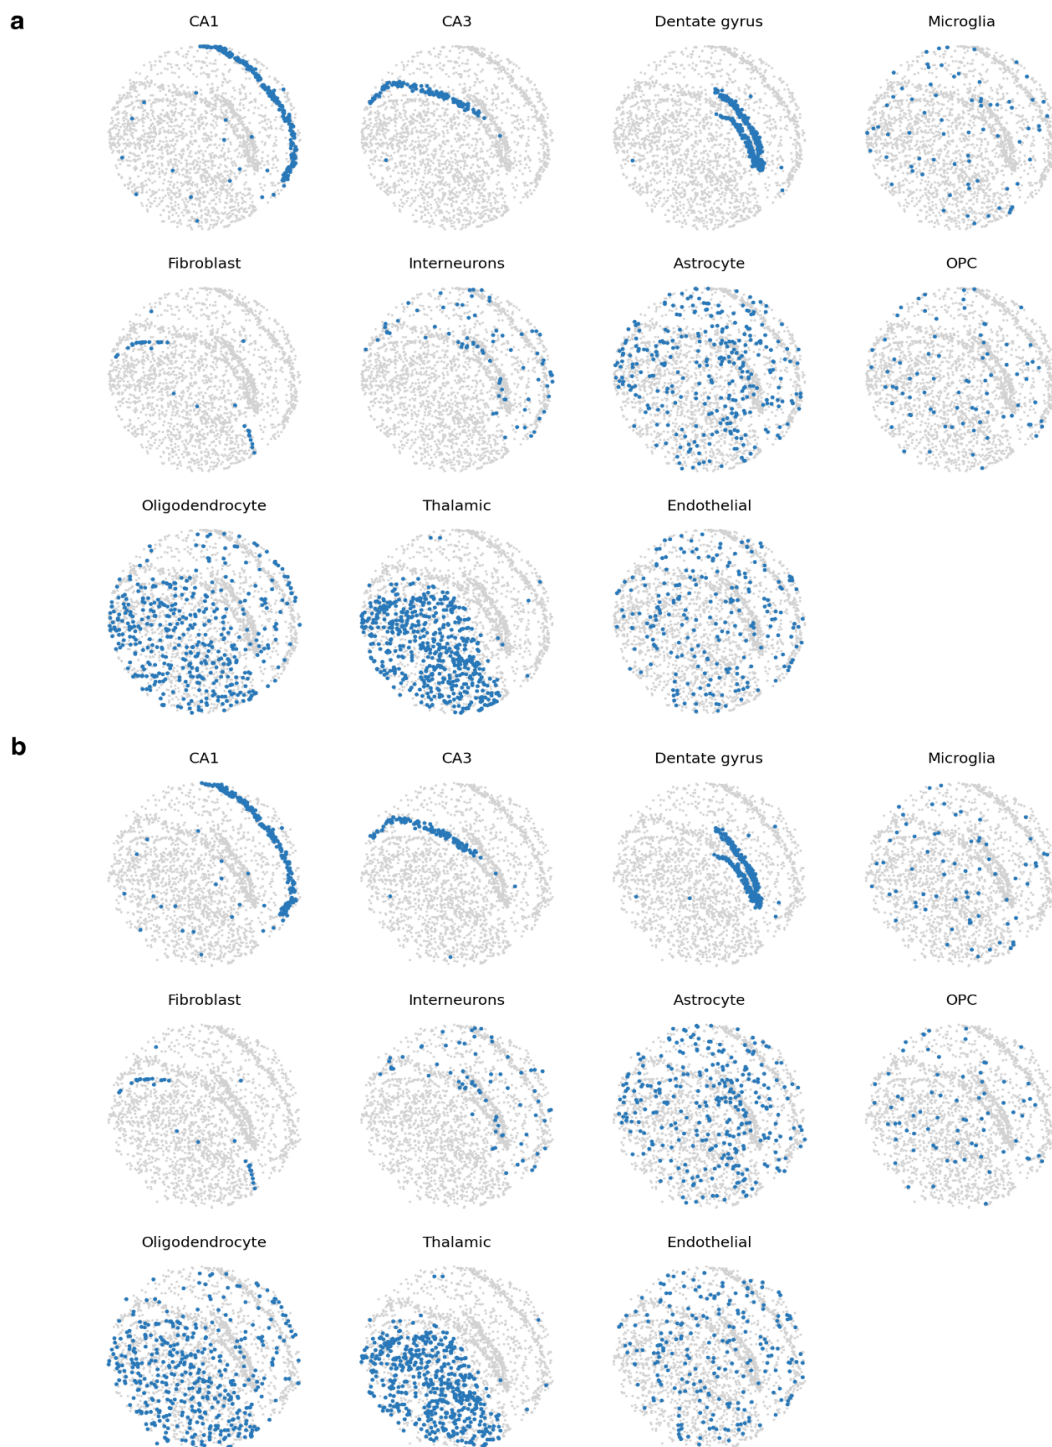 a
CA1 CA3 Dentate gyrus Microglia
Fibroblast Interneurons Astrocyte OPC
Oligodendrocyte Thalamic Endothelial
b
CA1 CA3 Dentate gyrus Microglia
Fibroblast Interneurons Astrocyte OPC
Oligodendrocyte Thalamic Endothelial